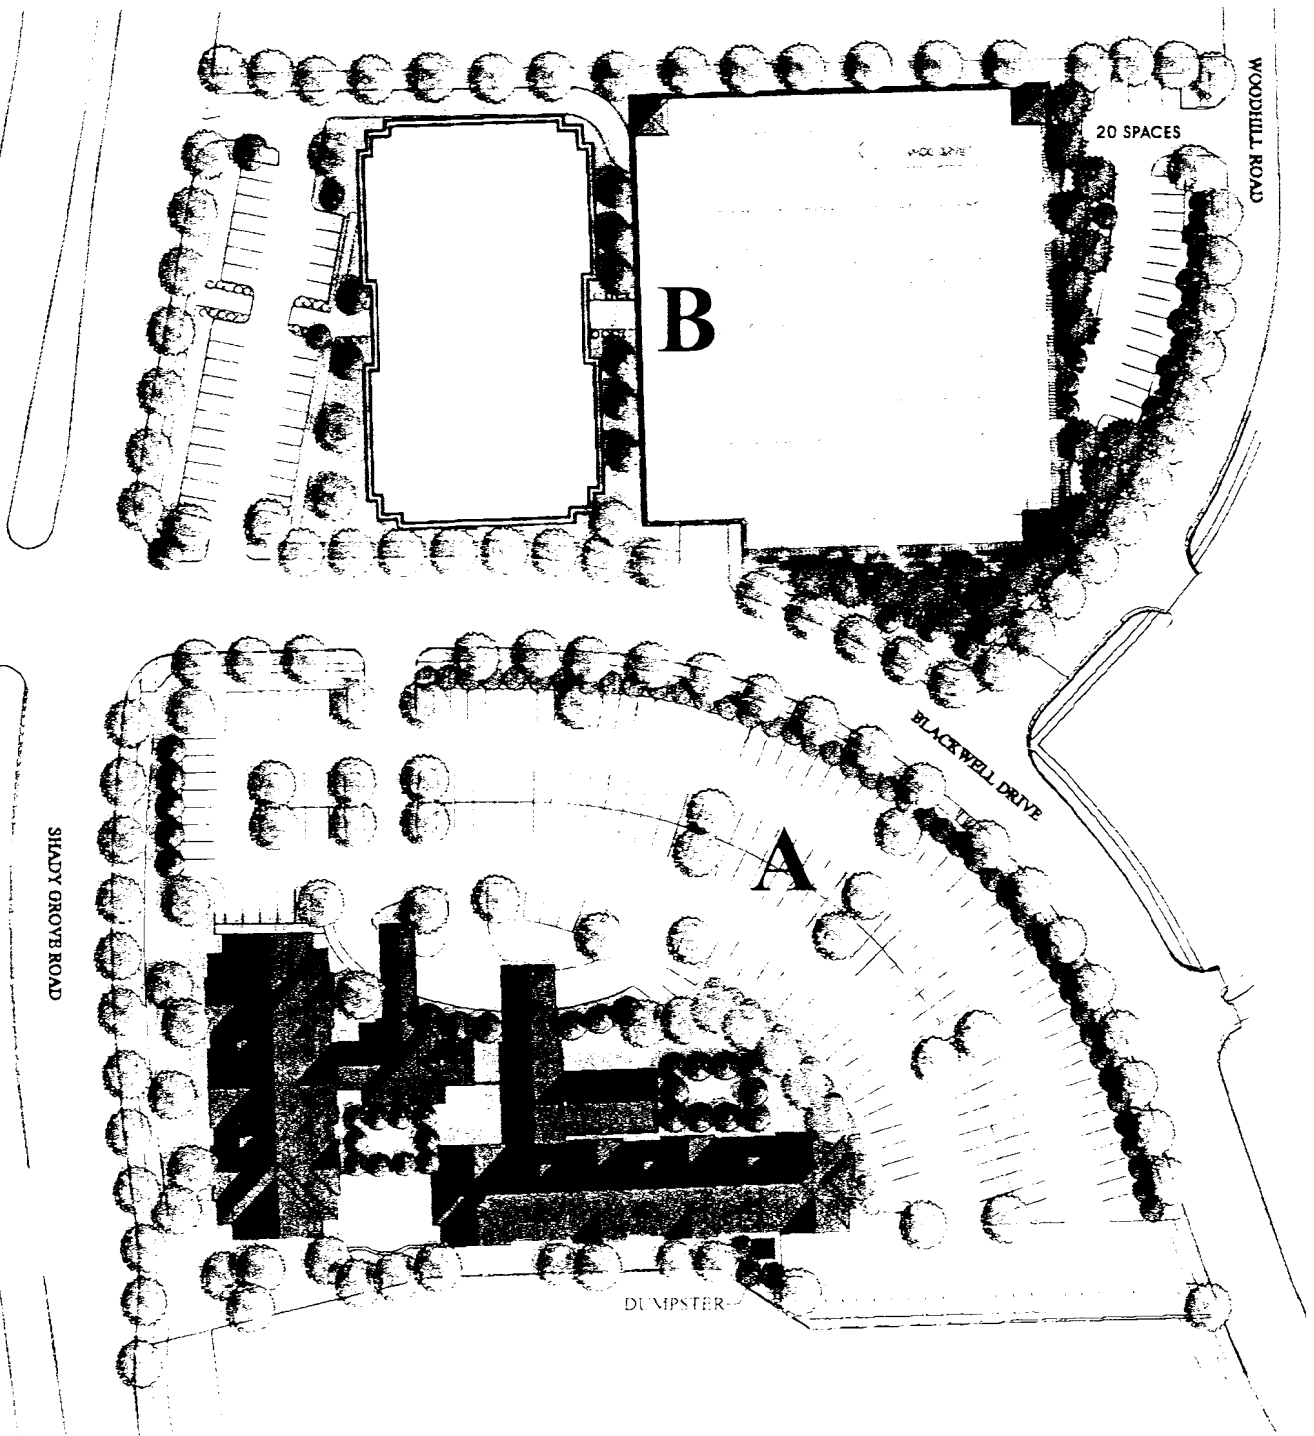 WOODHILL ROAD
20 SPACES
B
BLACKWELL DRIVE
A
SHADY GROVE ROAD
DUMPSTER